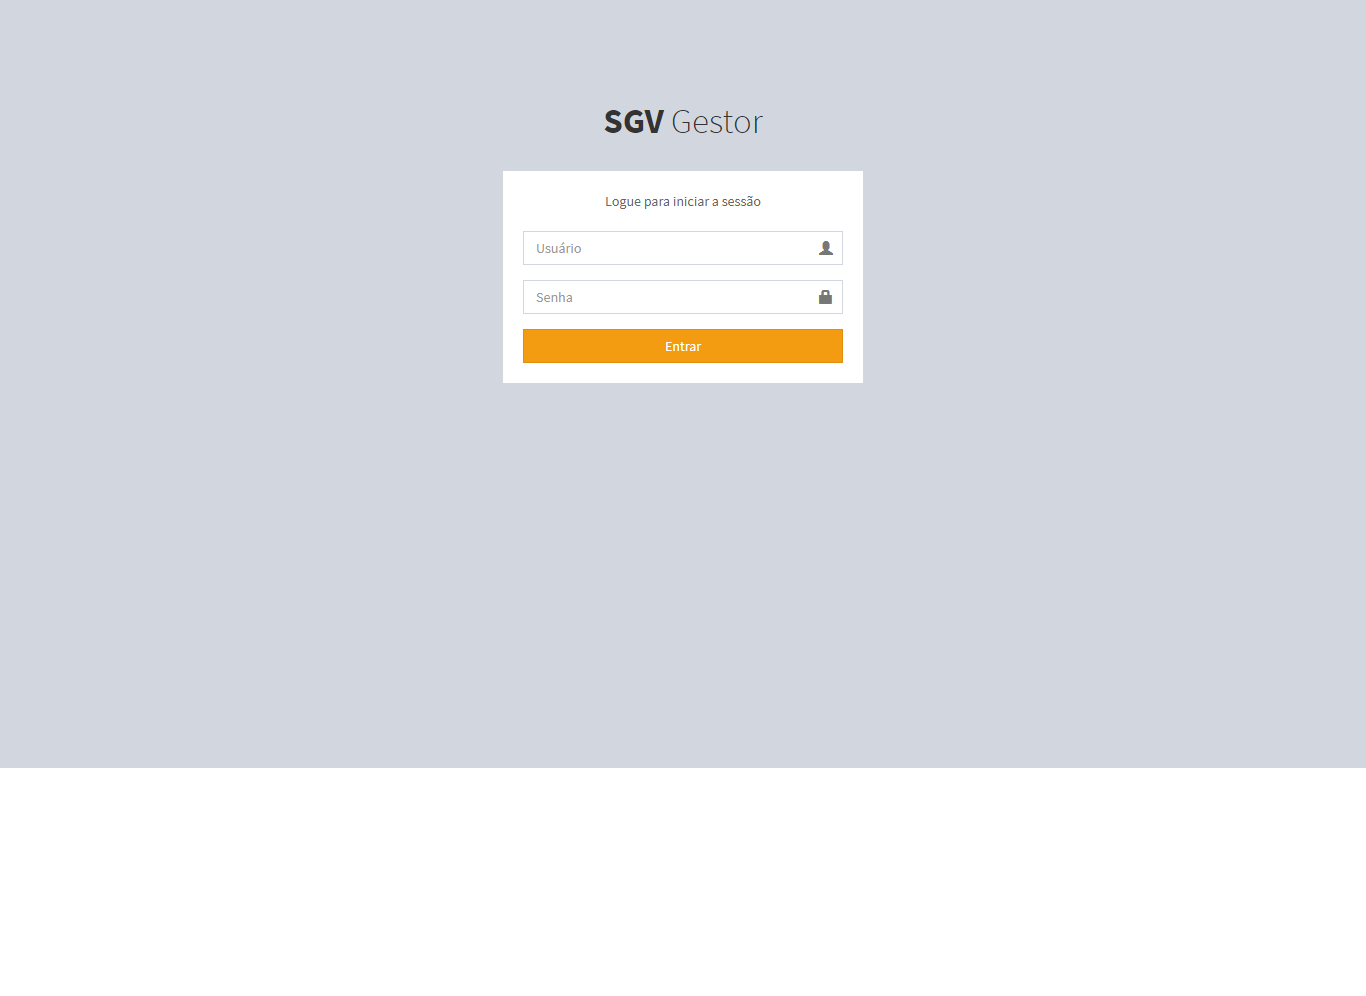 SGV Gestor
Logue para iniciar a sessão
Usuário
Senha
Entrar